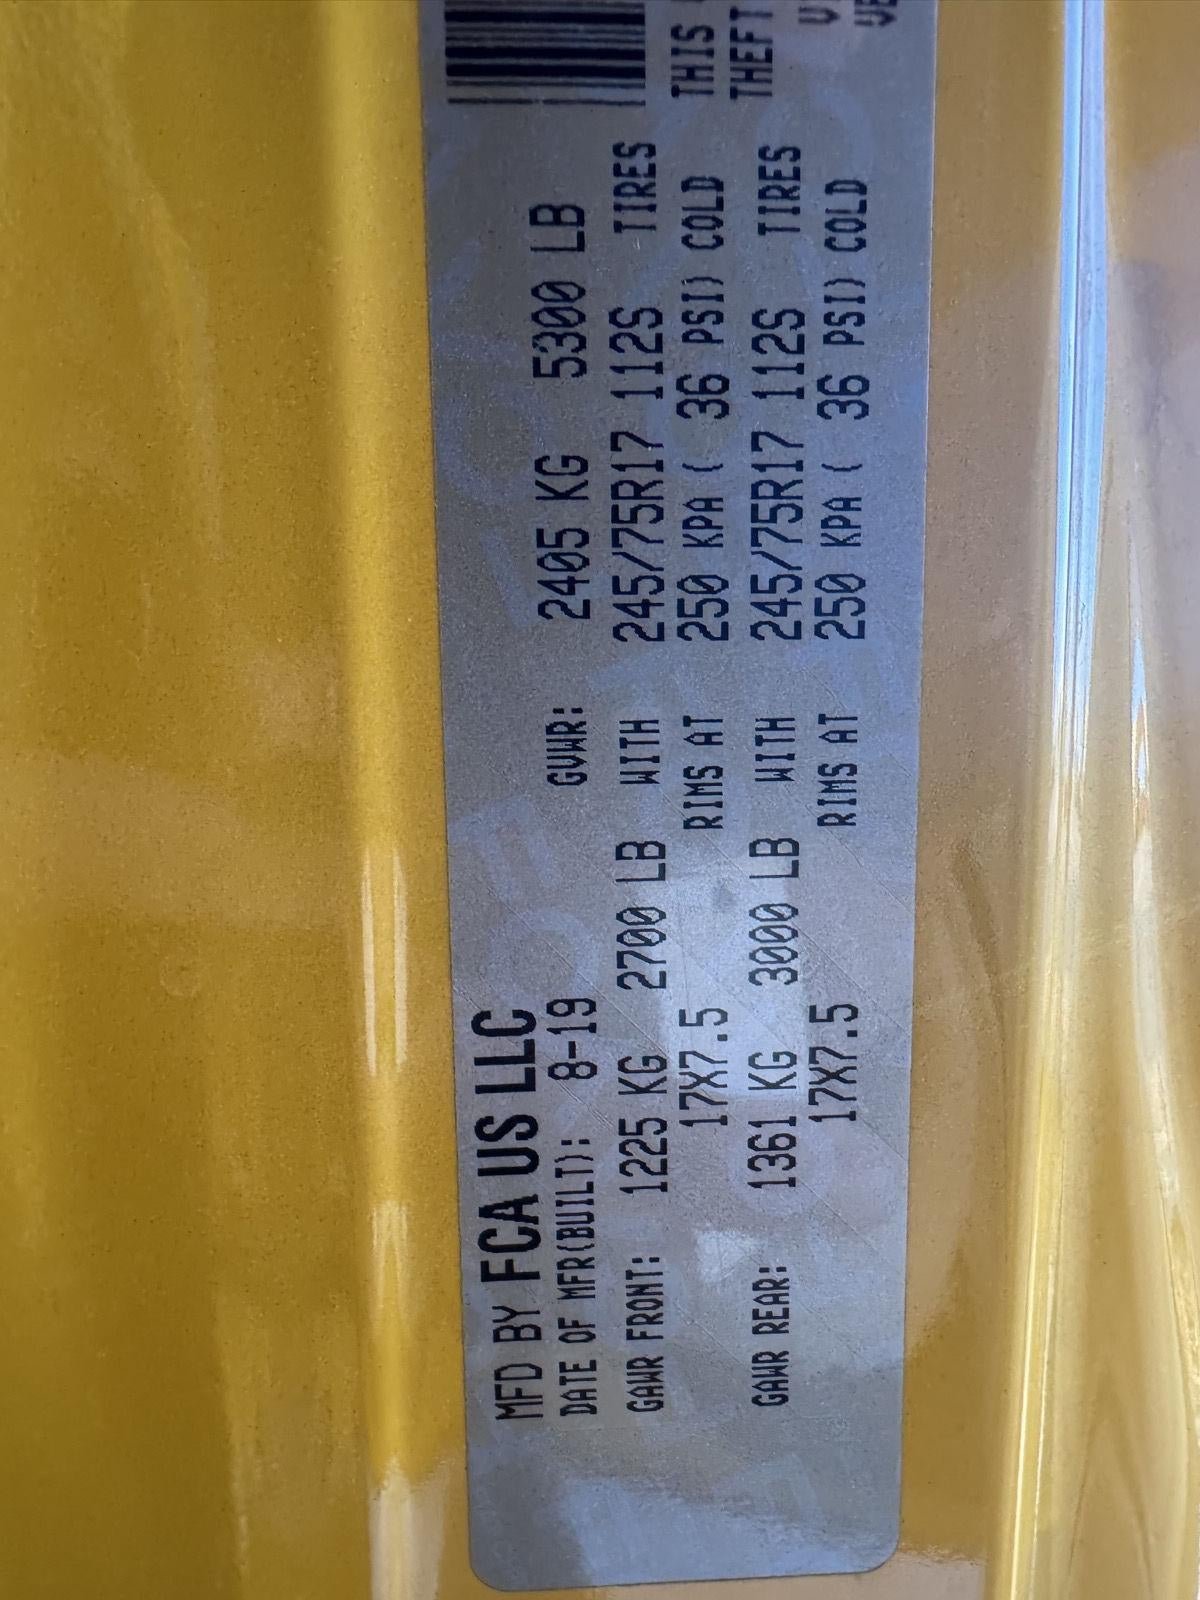 MFD BY FCA US LLC
DATE OF MFR(BUILT): 8-19 GVWR: 2405 KG 5300 LB
GAWR FRONT: 1225 KG 2700 LB WITH 245/75R17 112S TIRES
17X7.5 RIMS AT 250 KPA ( 36 PSI) COLD
GAWR REAR: 1361 KG 3000 LB WITH 245/75R17 112S TIRES
17X7.5 RIMS AT 250 KPA ( 36 PSI) COLD
THIS
THEFT